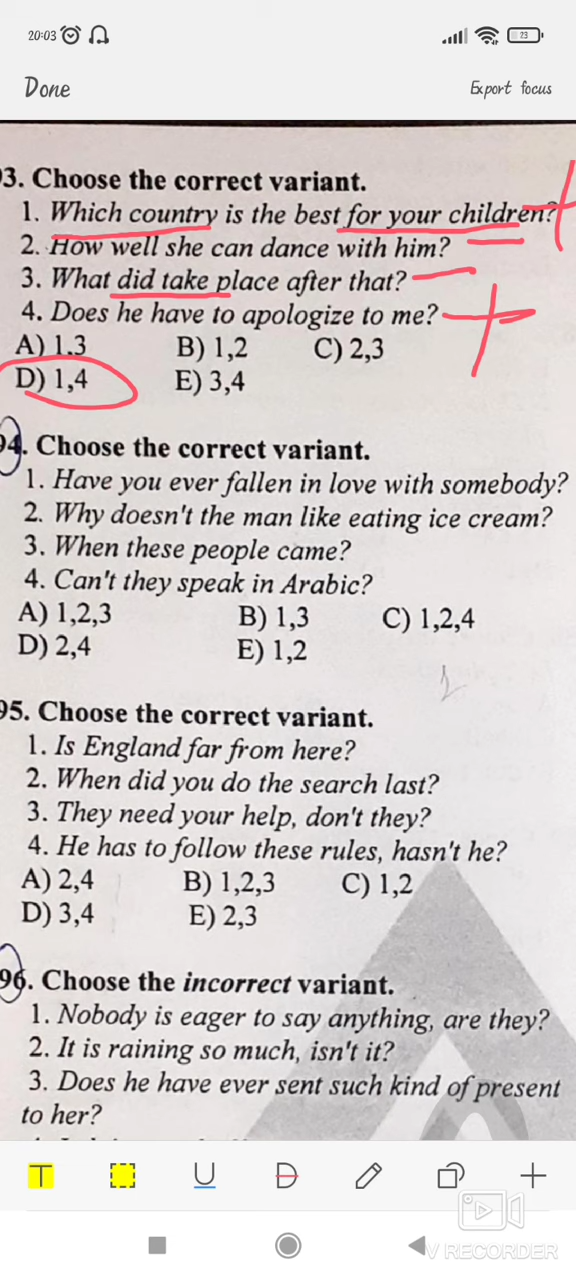 20:03 23
Done Export focus
93. Choose the correct variant.
1. Which country is the best for your children?
2. How well she can dance with him?
3. What did take place after that?
4. Does he have to apologize to me?
A) 1.3 B) 1,2 C) 2,3
D) 1,4 E) 3,4
94. Choose the correct variant.
1. Have you ever fallen in love with somebody?
2. Why doesn't the man like eating ice cream?
3. When these people came?
4. Can't they speak in Arabic?
A) 1,2,3 B) 1,3 C) 1,2,4
D) 2,4 E) 1,2
95. Choose the correct variant.
1. Is England far from here?
2. When did you do the search last?
3. They need your help, don't they?
4. He has to follow these rules, hasn't he?
A) 2,4 B) 1,2,3 C) 1,2
D) 3,4 E) 2,3
96. Choose the incorrect variant.
1. Nobody is eager to say anything, are they?
2. It is raining so much, isn't it?
3. Does he have ever sent such kind of present
to her?
T U D
V RECORDER